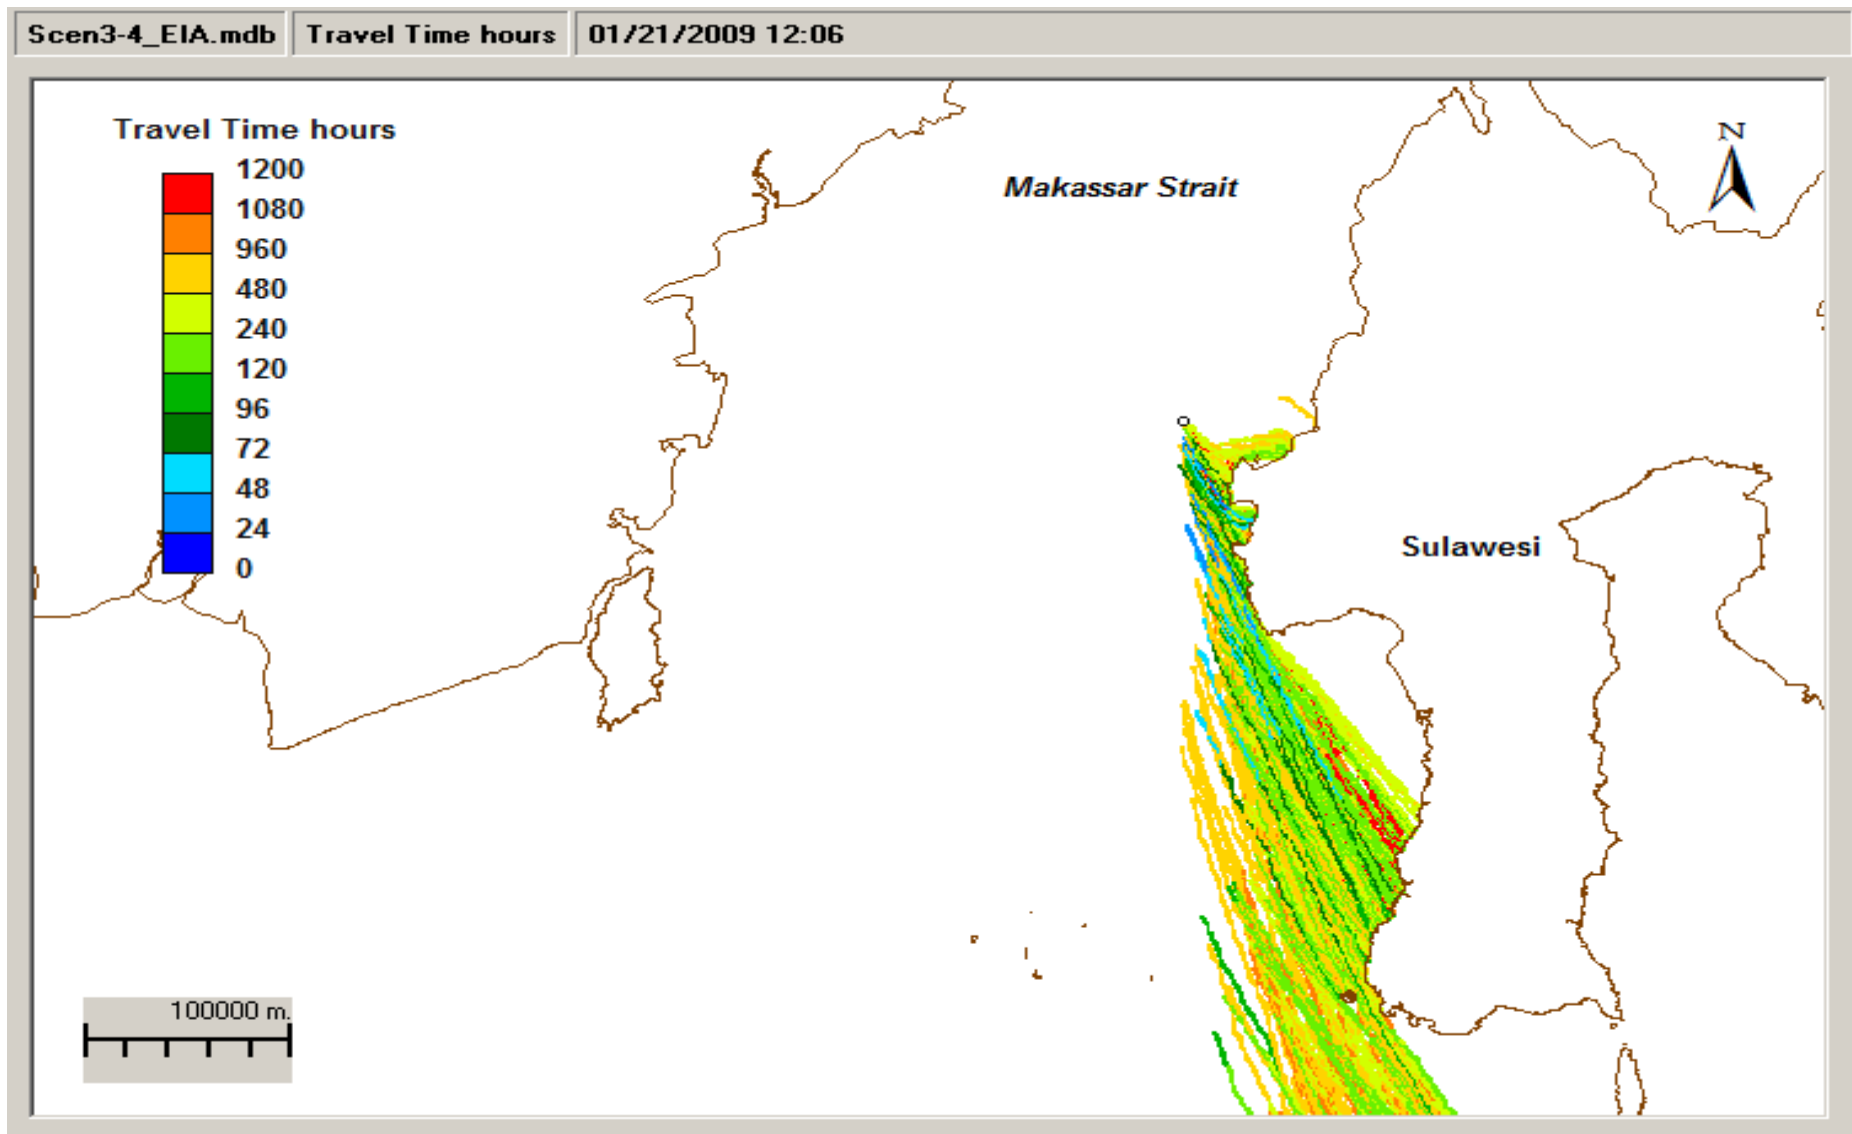 Scen3-4_EIA.mdb Travel Time hours 01/21/2009 12:06
Travel Time hours
1200
1080
960
480
240
120
96
72
48
24
0
Makassar Strait
N
Sulawesi
100000 m.